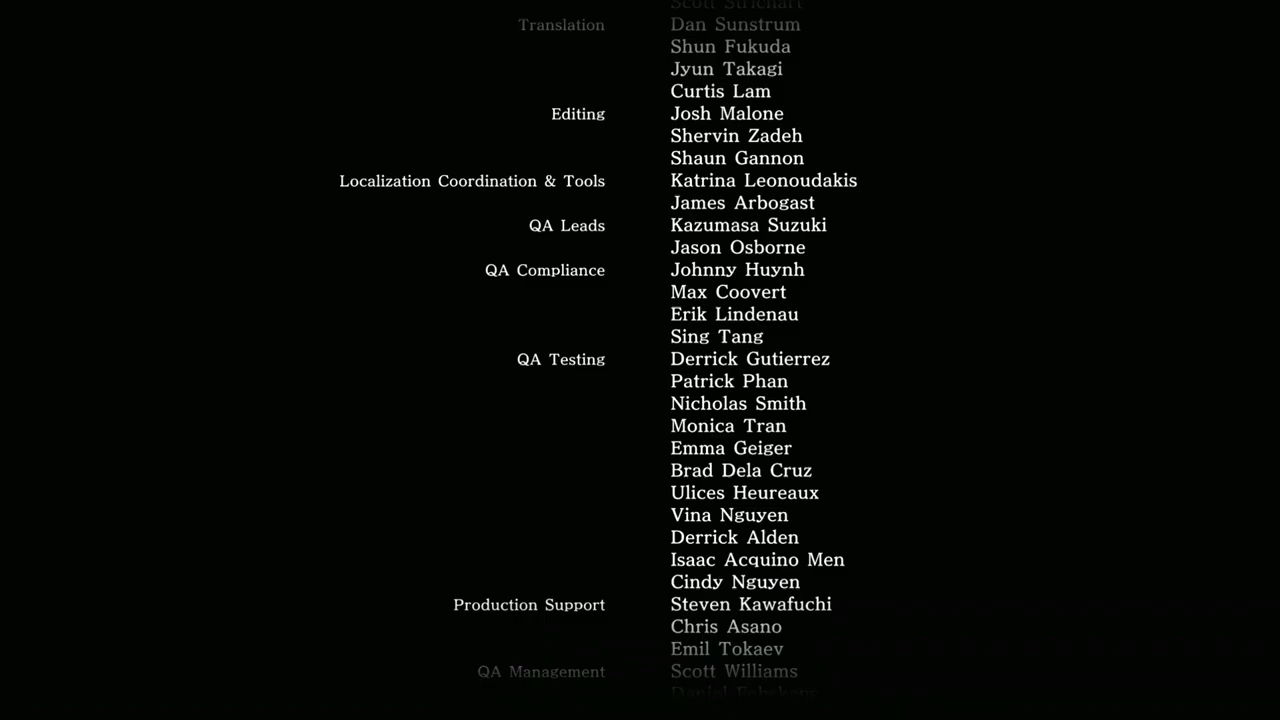 Scott Strichart
Translation Dan Sunstrum
Shun Fukuda
Jyun Takagi
Curtis Lam
Editing Josh Malone
Shervin Zadeh
Shaun Gannon
Localization Coordination & Tools Katrina Leonoudakis
James Arbogast
QA Leads Kazumasa Suzuki
Jason Osborne
QA Compliance Johnny Huynh
Max Coovert
Erik Lindenau
Sing Tang
QA Testing Derrick Gutierrez
Patrick Phan
Nicholas Smith
Monica Tran
Emma Geiger
Brad Dela Cruz
Ulices Heureaux
Vina Nguyen
Derrick Alden
Isaac Acquino Men
Cindy Nguyen
Production Support Steven Kawafuchi
Chris Asano
Emil Tokaev
QA Management Scott Williams
Daniel